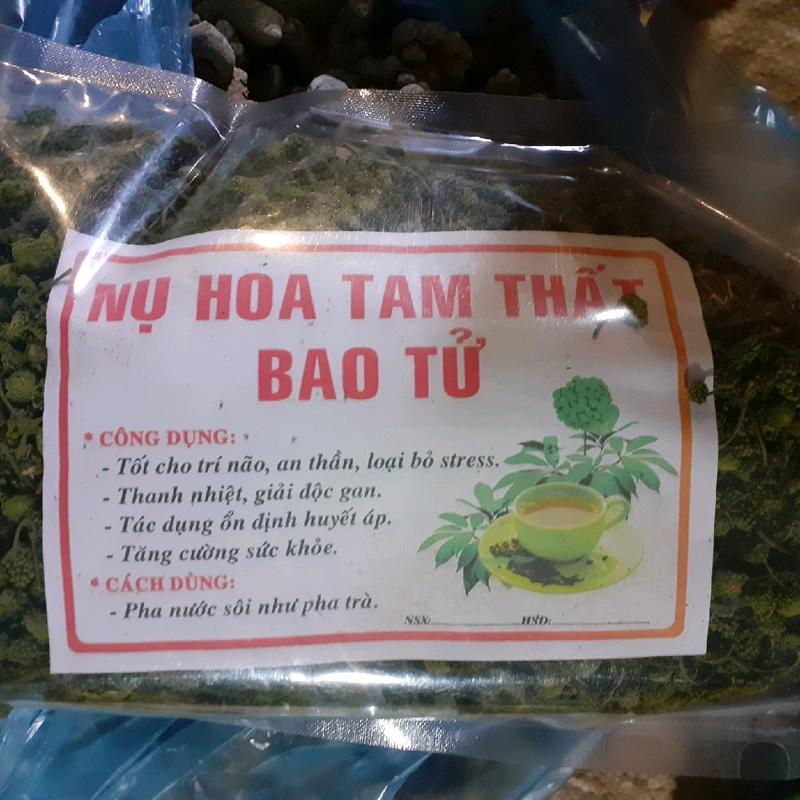 NỤ HOA TAM THẤT
BAO TỬ
* CÔNG DỤNG:
- Tốt cho trí não, an thần, loại bỏ stress.
- Thanh nhiệt, giải độc gan.
- Tác dụng ổn định huyết áp.
- Tăng cường sức khỏe.
* CÁCH DÙNG:
- Pha nước sôi như pha trà.
NSX: HSD: